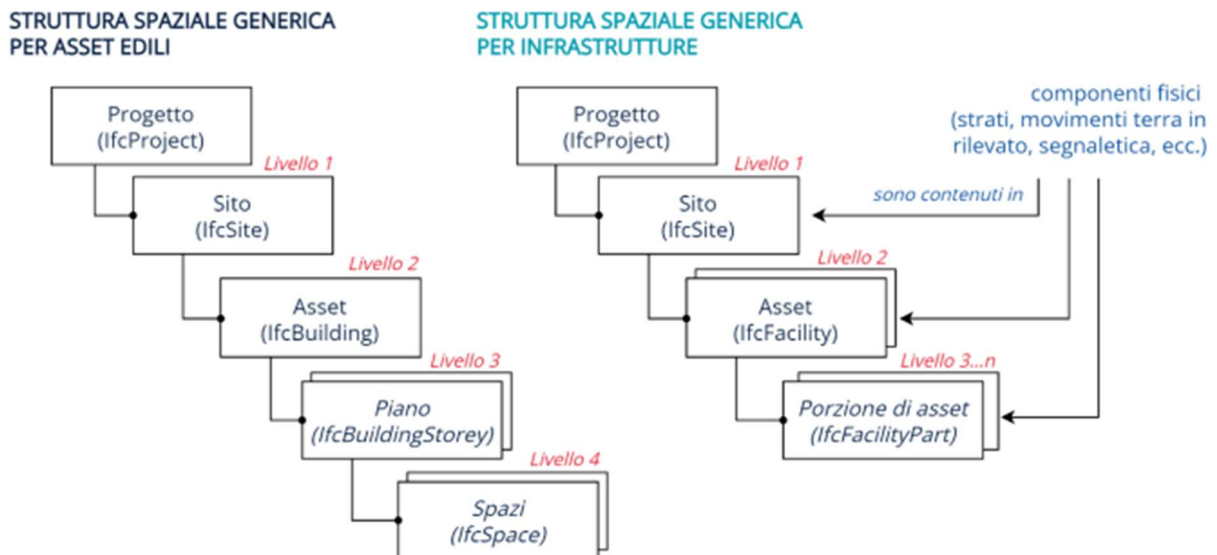 STRUTTURA SPAZIALE GENERICA
PER ASSET EDILI
Progetto
(IfcProject)
Livello 1
Sito
(IfcSite)
Livello 2
Asset
(IfcBuilding)
Livello 3
Piano
(IfcBuildingStorey)
Livello 4
Spazi
(IfcSpace)
STRUTTURA SPAZIALE GENERICA
PER INFRASTRUTTURE
Progetto
(IfcProject)
Livello 1
Sito
(IfcSite)
Livello 2
Asset
(IfcFacility)
Livello 3...n
Porzione di asset
(IfcFacilityPart)
componenti fisici
(strati, movimenti terra in
rilevato, segnaletica, ecc.)
sono contenuti in